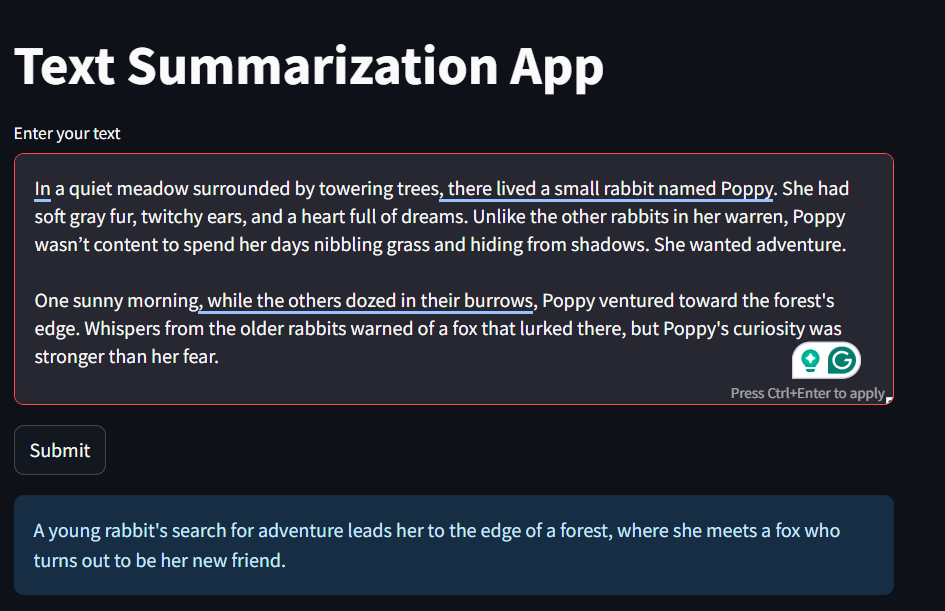 Text Summarization App
Enter your text
In a quiet meadow surrounded by towering trees, there lived a small rabbit named Poppy. She had
soft gray fur, twitchy ears, and a heart full of dreams. Unlike the other rabbits in her warren, Poppy
wasn’t content to spend her days nibbling grass and hiding from shadows. She wanted adventure.
One sunny morning, while the others dozed in their burrows, Poppy ventured toward the forest's
edge. Whispers from the older rabbits warned of a fox that lurked there, but Poppy's curiosity was
stronger than her fear.
Press Ctrl+Enter to apply
Submit
A young rabbit's search for adventure leads her to the edge of a forest, where she meets a fox who
turns out to be her new friend.